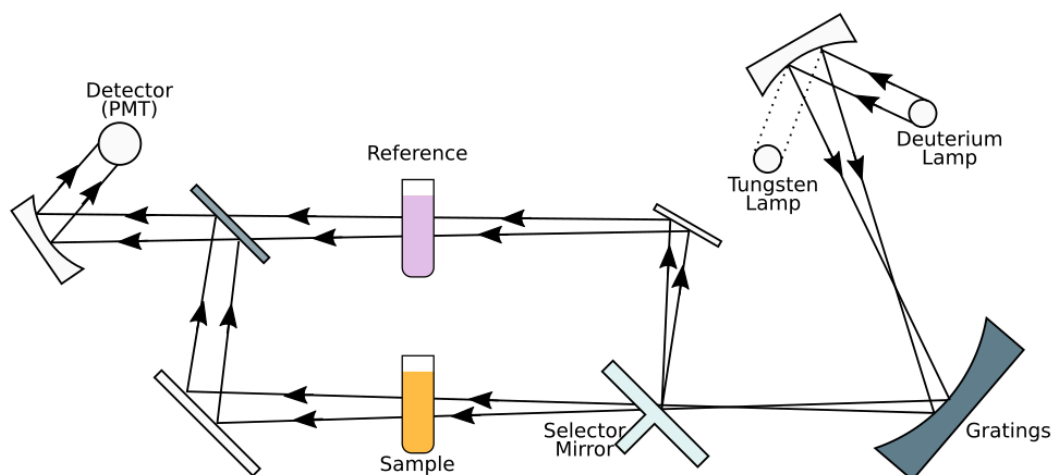 Detector
(PMT)
Reference
Deuterium
Lamp
Tungsten
Lamp
Selector
Mirror
Gratings
Sample